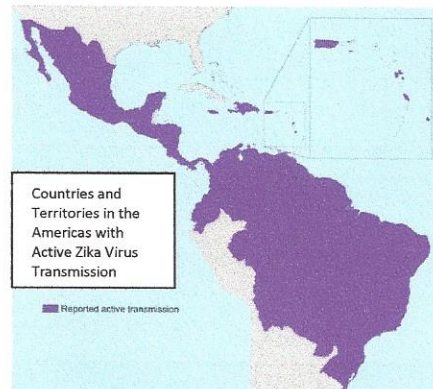 Countries and
Territories in the
Americas with
Active Zika Virus
Transmission
Reported active transmission